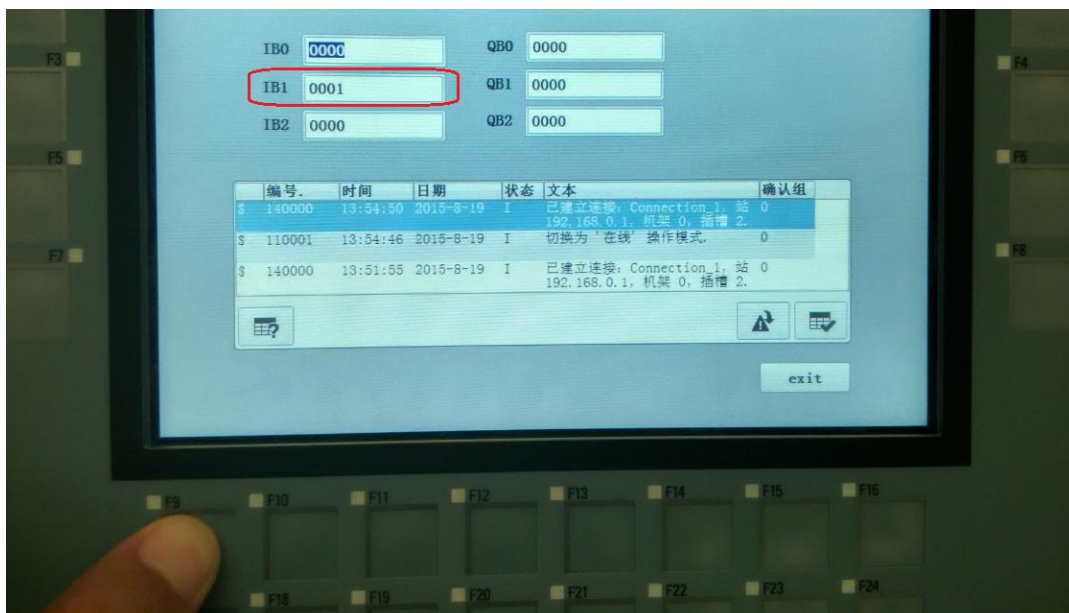 IB0 0000 QB0 0000
F3
F4
IB1 0001 QB1 0000
IB2 0000 QB2 0000
F5
F6
编号. 时间 日期 状态 文本 确认组
$ 140000 13:54:50 2015-8-19 I 已建立连接: Connection_1, 站 0
192.168.0.1, 机架 0, 插槽 2.
$ 110001 13:54:46 2015-8-19 I 切换为 '在线' 操作模式. 0
F7
F8
$ 140000 13:51:55 2015-8-19 I 已建立连接: Connection_1, 站 0
192.168.0.1, 机架 0, 插槽 2.
?
exit
F9 F10 F11 F12 F13 F14 F15 F16
F18 F19 F20 F21 F22 F23 F24